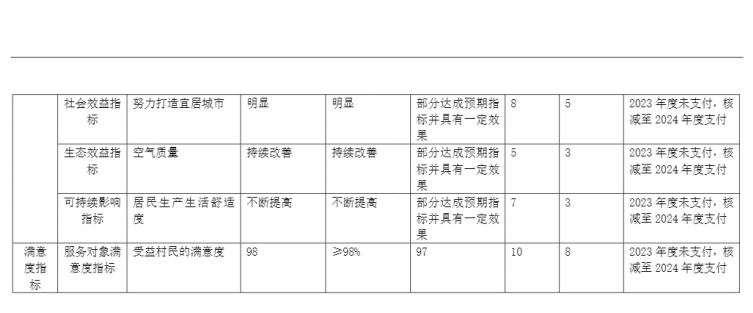 社会效益指标
努力打造宜居城市
明显
明显
部分达成预期指标并具有一定效果
8
5
2023 年度未支付，核减至 2024 年度支付
生态效益指标
空气质量
持续改善
持续改善
部分达成预期指标并具有一定效果
5
3
2023 年度未支付，核减至 2024 年度支付
可持续影响指标
居民生产生活舒适度
不断提高
不断提高
部分达成预期指标并具有一定效果
7
3
2023 年度未支付，核减至 2024 年度支付
满意度指标
服务对象满意度指标
受益村民的满意度
98
≥98%
97
10
8
2023 年度未支付，核减至 2024 年度支付